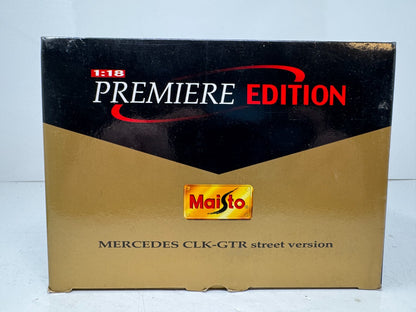 1:18
PREMIERE EDITION
Maisto
MERCEDES CLK-GTR street version